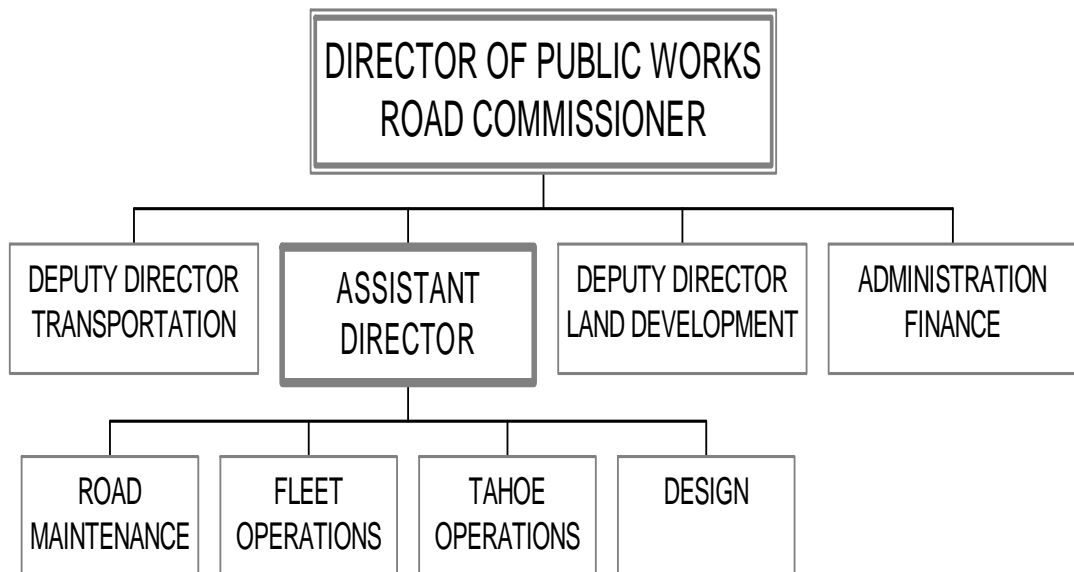 DIRECTOR OF PUBLIC WORKS
ROAD COMMISSIONER
DEPUTY DIRECTOR
TRANSPORTATION
ASSISTANT
DIRECTOR
DEPUTY DIRECTOR
LAND DEVELOPMENT
ADMINISTRATION
FINANCE
ROAD
MAINTENANCE
FLEET
OPERATIONS
TAHOE
OPERATIONS
DESIGN